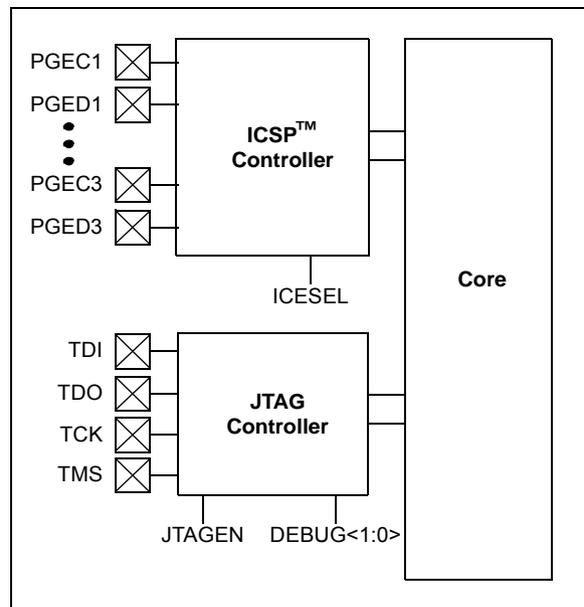 PGEC1
PGED1
ICSP™
Controller
PGEC3
PGED3
ICESEL
Core
TDI
TDO
JTAG
Controller
TCK
TMS
JTAGEN
DEBUG<1:0>